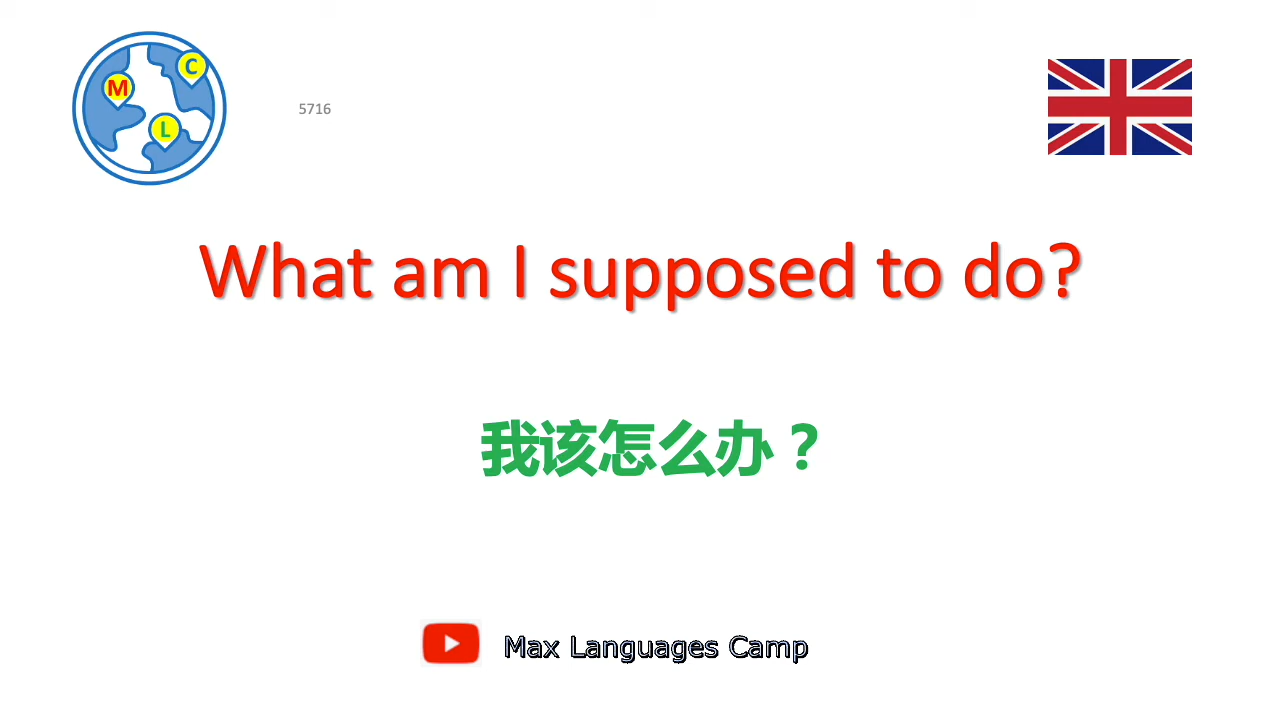 M
C
L
5716
What am I supposed to do?
我该怎么办？
Max Languages Camp